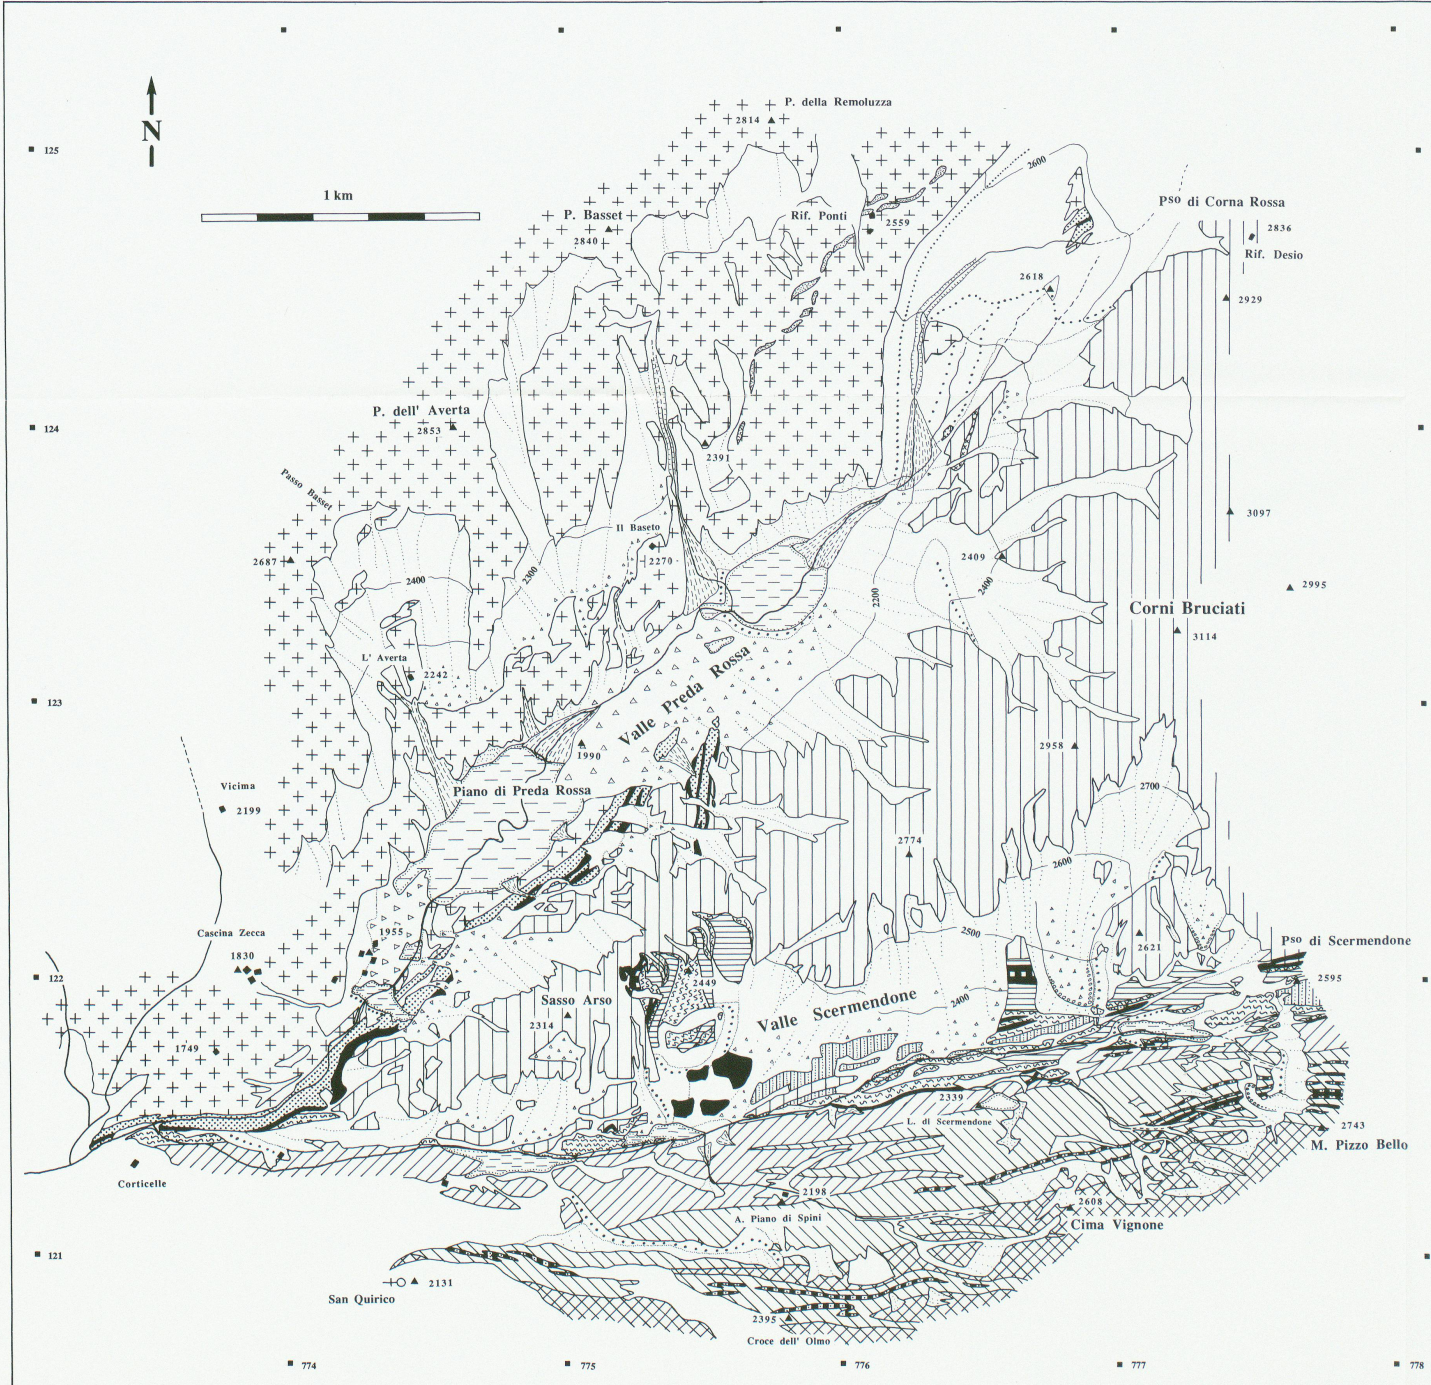 P. della Remoluzza
2814
125
N
2600
1 km
Pso di Corna Rossa
P. Basset
2840
Rif. Ponti
2559
2836
Rif. Desio
2618
2929
P. dell' Averta
2853
124
2391
Passo Basset
Il Baseto
3097
2687
2400
2300
2270
2409
2400
2200
2995
Corni Bruciati
3114
L' Averta
2242
123
Valle Preda Rossa
1990
2958
Vicima
2199
Piano di Preda Rossa
2700
2774
2600
Cascina Zecca
1955
2500
2621
Pso di Scermendone
1830
122
2449
2595
Sasso Arso
2314
Valle Scermendone
2400
1749
2339
L. di Scermendone
2743
M. Pizzo Bello
Corticelle
2198
2608
A. Piano di Spini
Cima Vignone
121
2131
San Quirico
2395
Croce dell' Olmo
774
775
776
777
778